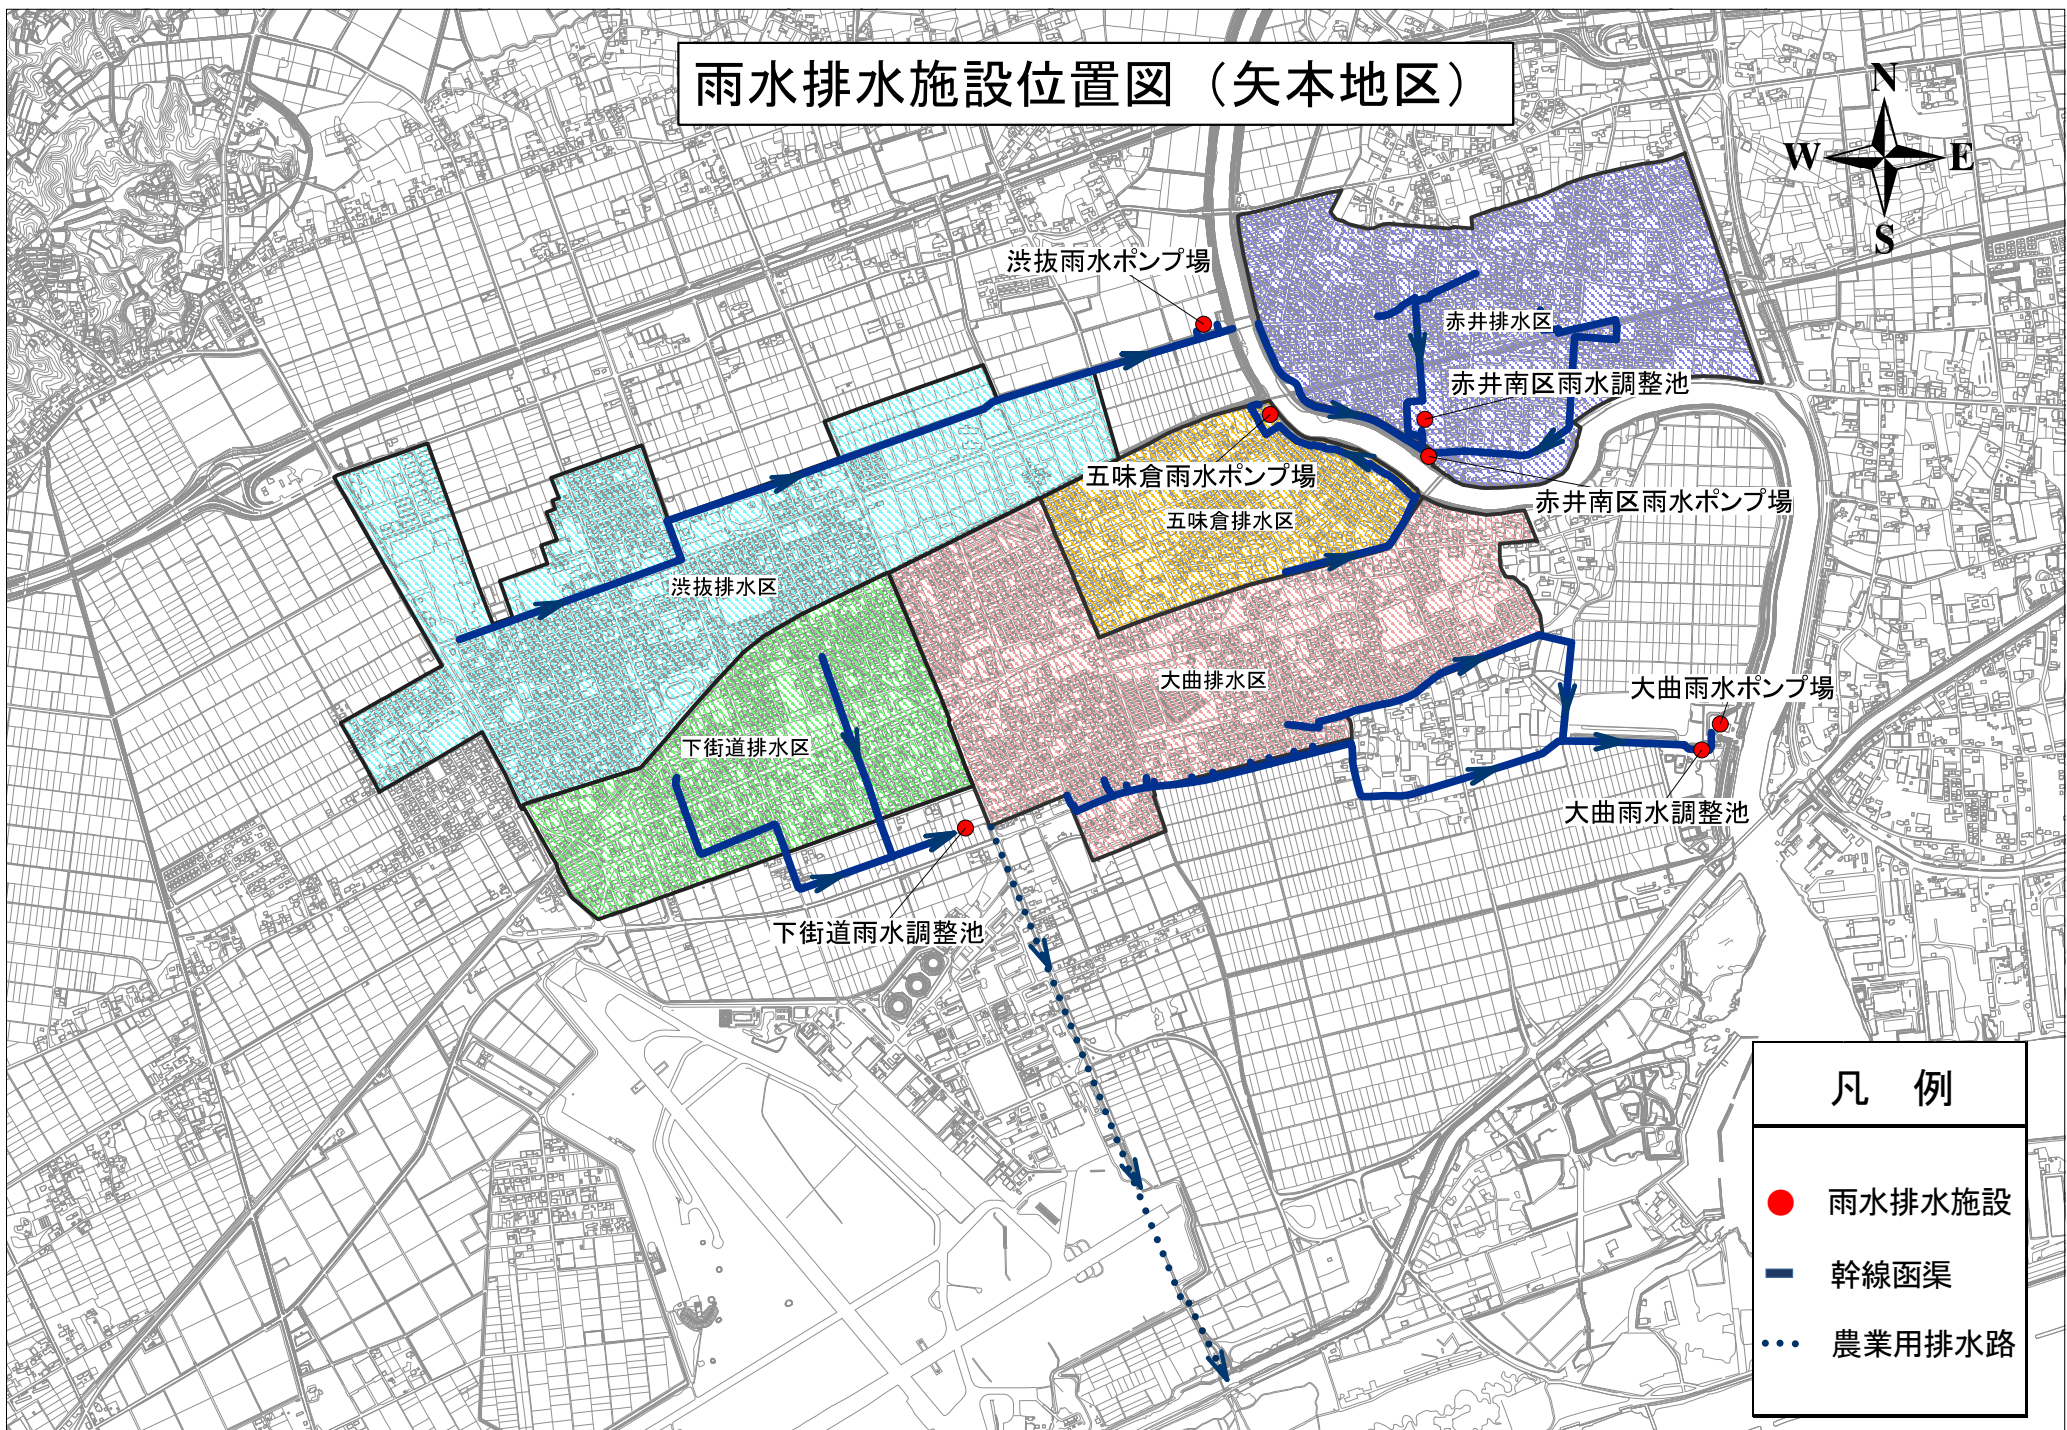 雨水排水施設位置図（矢本地区）
N
W
E
S
渋抜雨水ポンプ場
赤井排水区
赤井南区雨水調整池
五味倉雨水ポンプ場
赤井南区雨水ポンプ場
五味倉排水区
渋抜排水区
大曲排水区
大曲雨水ポンプ場
下街道排水区
大曲雨水調整池
下街道雨水調整池
凡 例
雨水排水施設
幹線函渠
農業用排水路